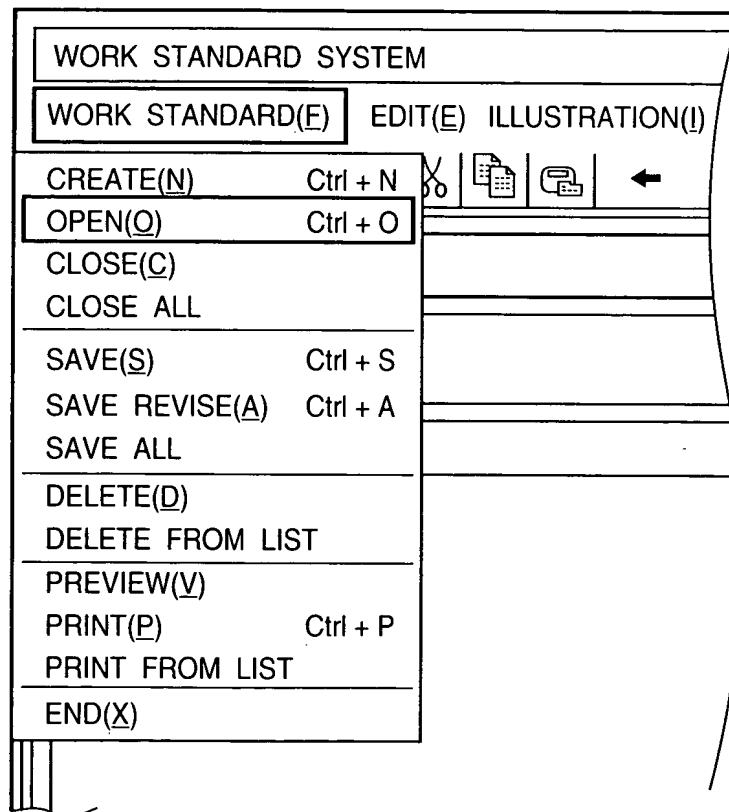 WORK STANDARD SYSTEM
WORK STANDARD(F) EDIT(E) ILLUSTRATION(I)
CREATE(N) Ctrl + N
OPEN(O) Ctrl + O
CLOSE(C)
CLOSE ALL
SAVE(S) Ctrl + S
SAVE REVISE(A) Ctrl + A
SAVE ALL
DELETE(D)
DELETE FROM LIST
PREVIEW(V)
PRINT(P) Ctrl + P
PRINT FROM LIST
END(X)